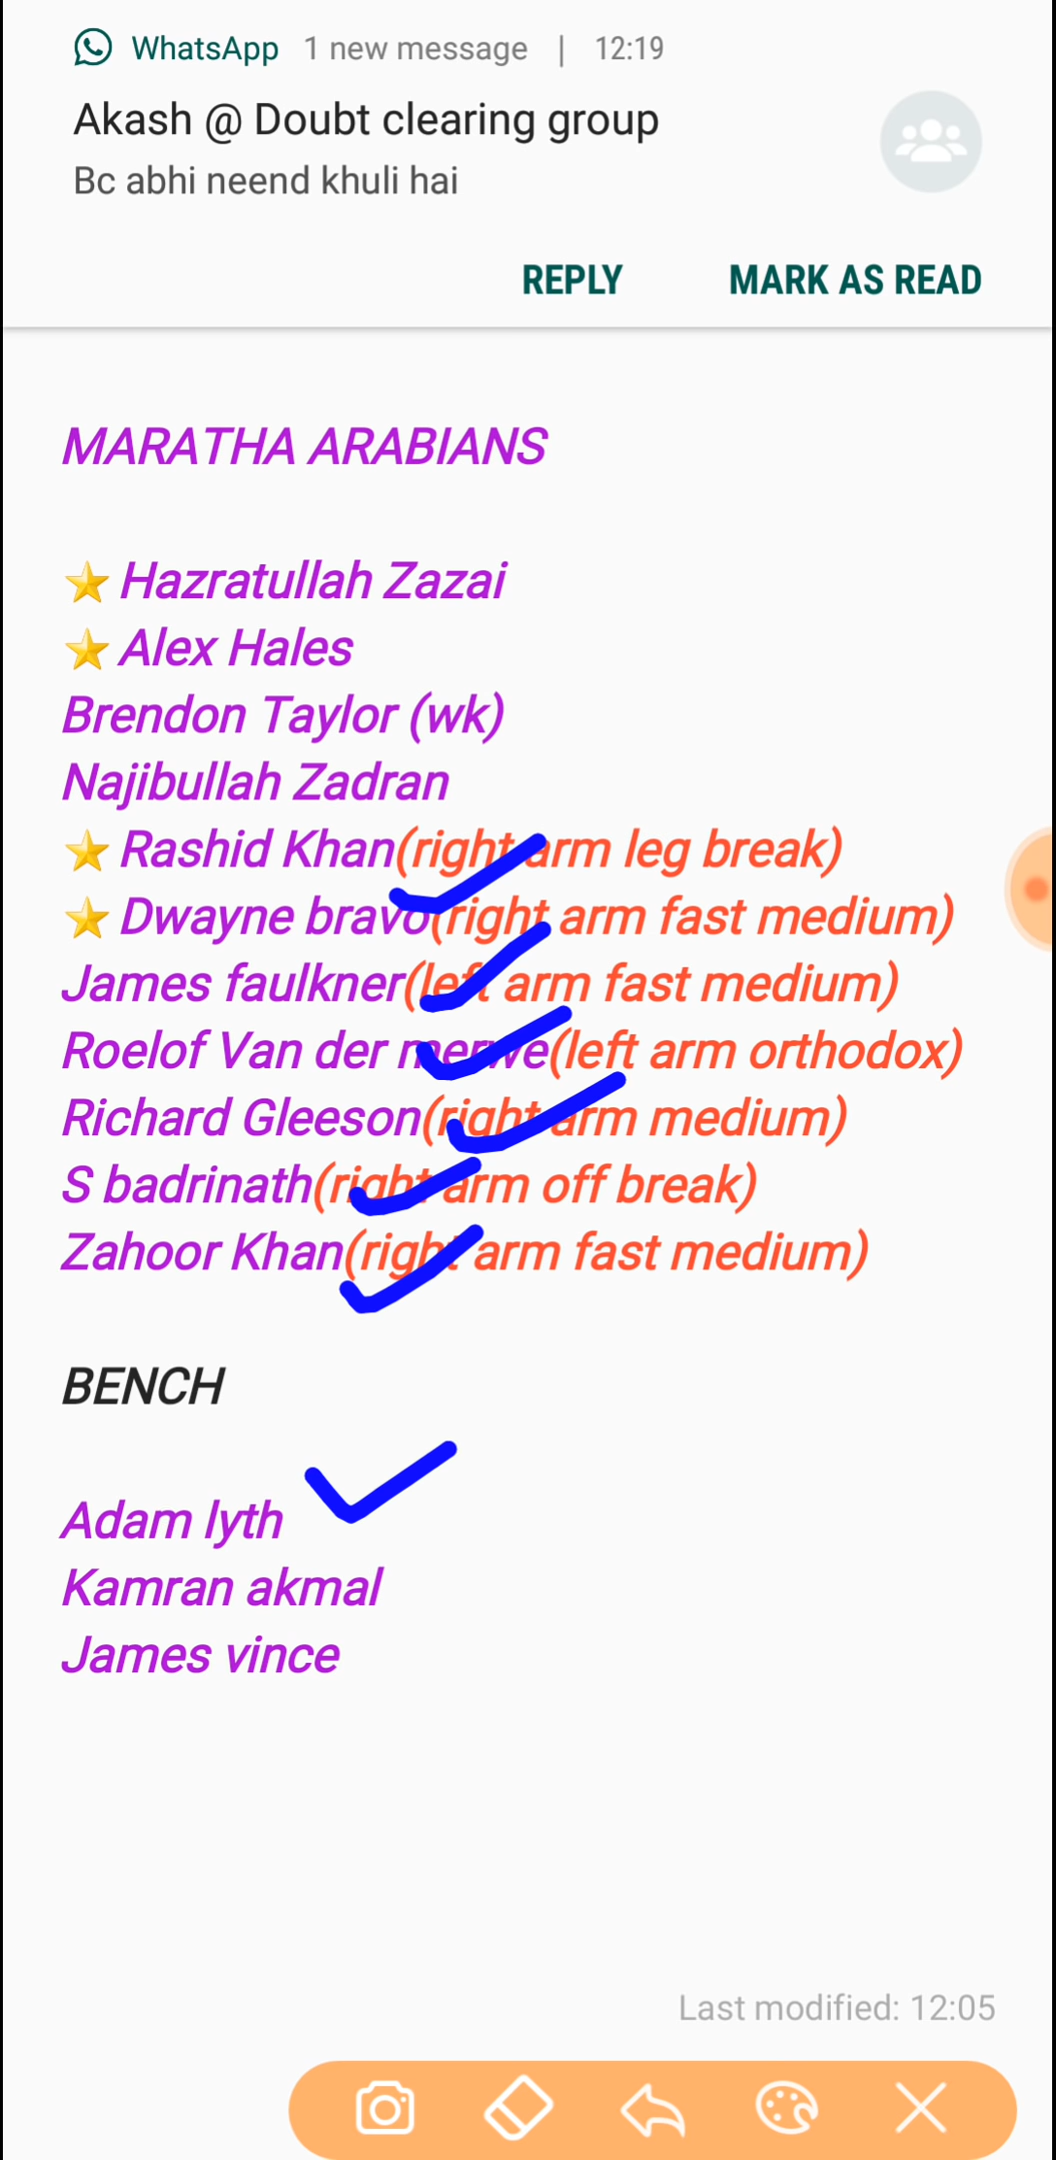 WhatsApp 1 new message | 12:19
Akash @ Doubt clearing group
Bc abhi neend khuli hai
REPLY MARK AS READ
MARATHA ARABIANS
⭐Hazratullah Zazai
⭐Alex Hales
Brendon Taylor (wk)
Najibullah Zadran
⭐Rashid Khan(right arm leg break)
⭐Dwayne bravo(right arm fast medium)
James faulkner(left arm fast medium)
Roelof Van der merwe(left arm orthodox)
Richard Gleeson(right arm medium)
S badrinath(right arm off break)
Zahoor Khan(right arm fast medium)
BENCH
Adam lyth
Kamran akmal
James vince
Last modified: 12:05